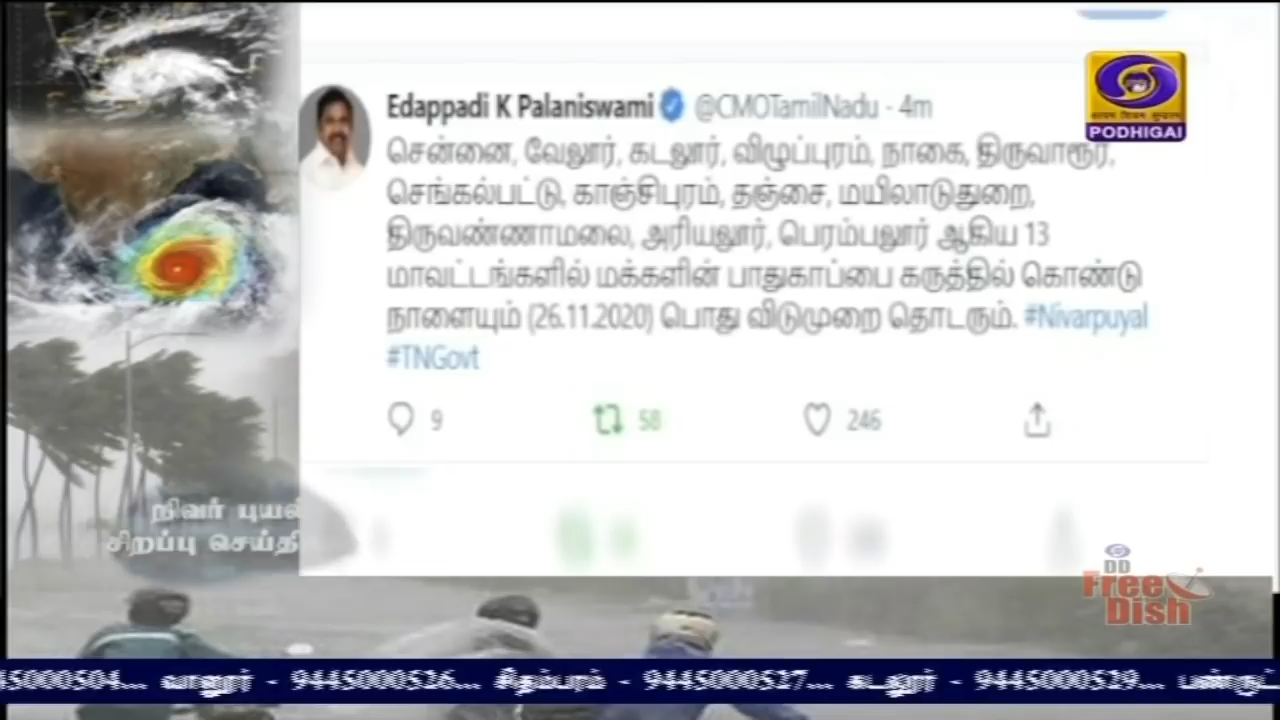 Edappadi K Palaniswami @CMOTamilNadu · 4m
சென்னை, வேலூர், கடலூர், விழுப்புரம், நாகை, திருவாரூர்,
செங்கல்பட்டு, காஞ்சிபுரம், தஞ்சை, மயிலாடுதுறை,
திருவண்ணாமலை, அரியலூர், பெரம்பலூர் ஆகிய 13
மாவட்டங்களில் மக்களின் பாதுகாப்பை கருத்தில் கொண்டு
நாளையும் (26.11.2020) பொது விடுமுறை தொடரும். #Nivarpuyal
#TNGovt
9 58 246
PODHIGAI
நிவர் புயல்
சிறப்பு செய்தி
DD
Free
Dish
45000504... வானூர் - 9445000526... சிதம்பரம் - 9445000527... கடலூர் - 9445000529... பண்ருட்